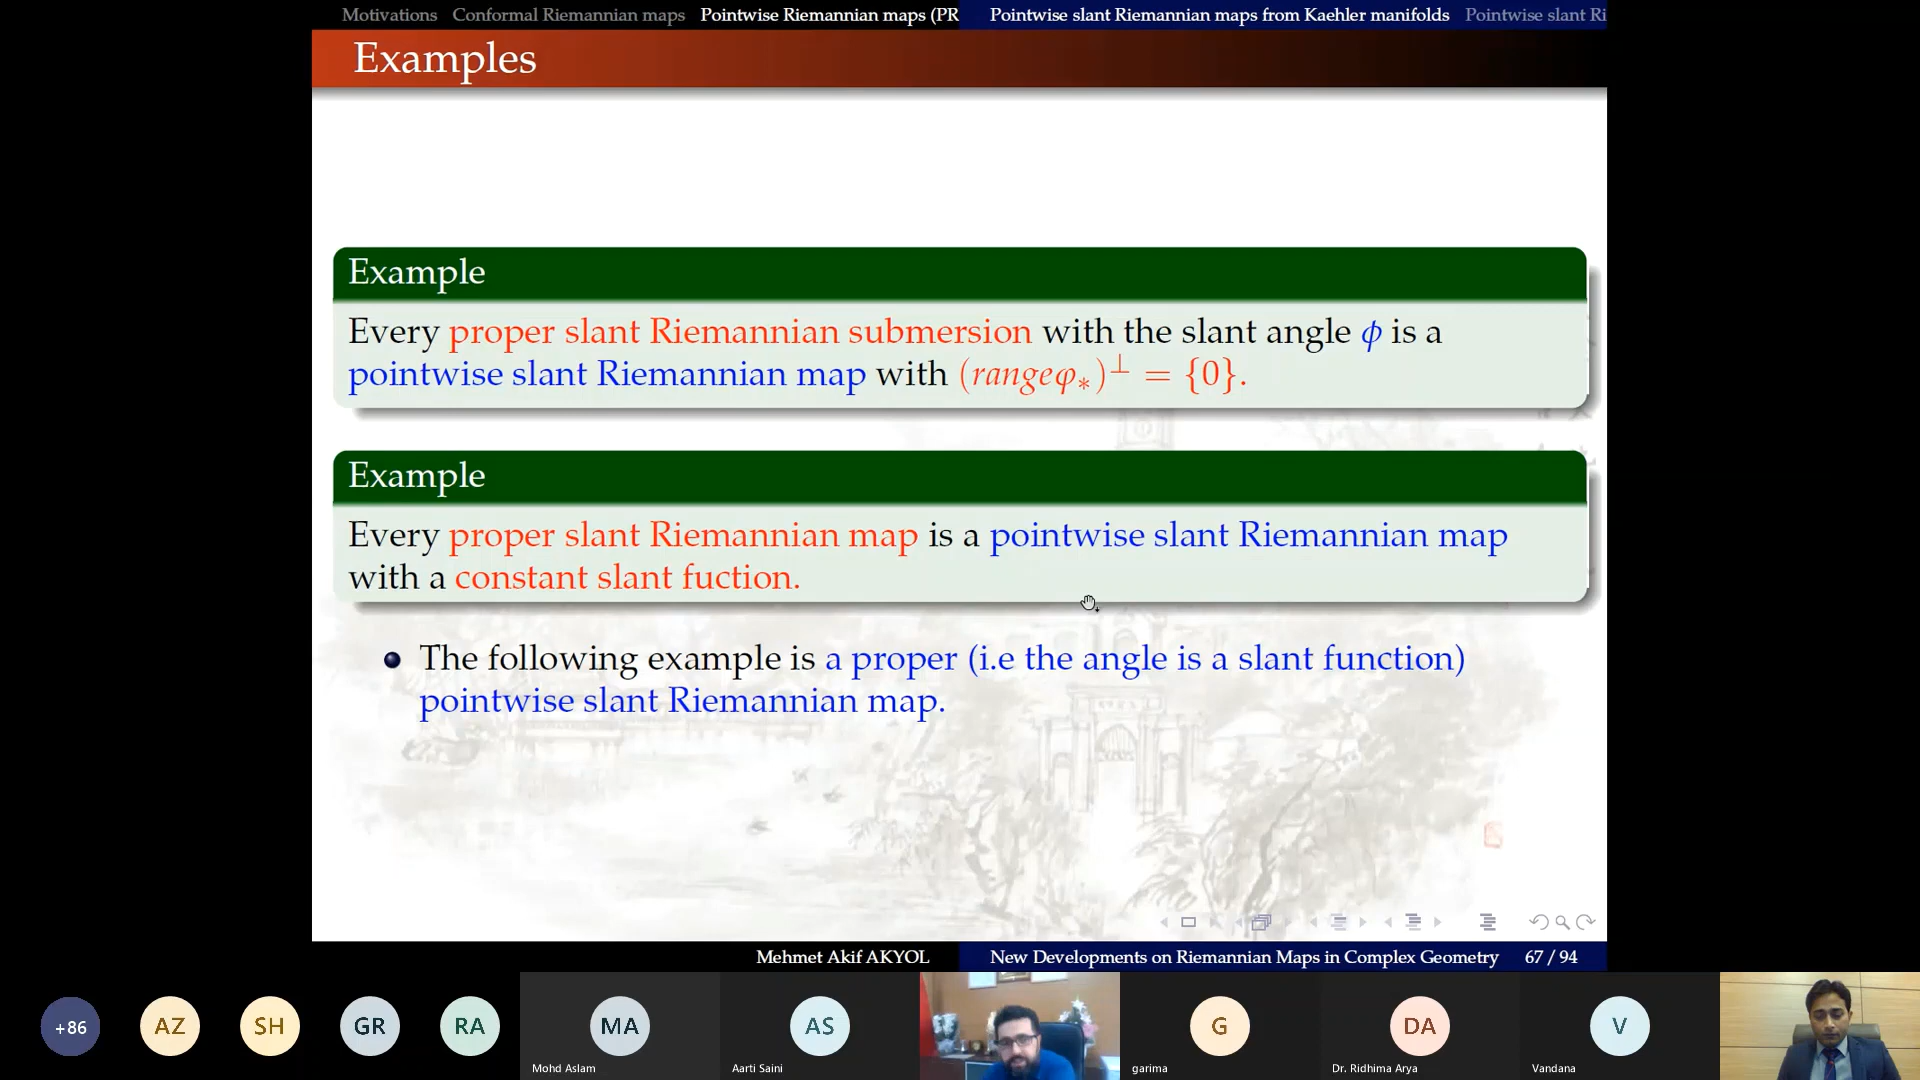 Motivations Conformal Riemannian maps Pointwise Riemannian maps (PR Pointwise slant Riemannian maps from Kaehler manifolds Pointwise slant Ri
Examples
Example
Every proper slant Riemannian submersion with the slant angle ϕ is a
pointwise slant Riemannian map with (rangeφ∗)⊥ = {0}.
Example
Every proper slant Riemannian map is a pointwise slant Riemannian map
with a constant slant fuction.
The following example is a proper (i.e the angle is a slant function)
pointwise slant Riemannian map.
Mehmet Akif AKYOL New Developments on Riemannian Maps in Complex Geometry 67 / 94
+86 AZ SH GR RA MA AS G DA V
Mohd Aslam Aarti Saini garima Dr. Ridhima Arya Vandana